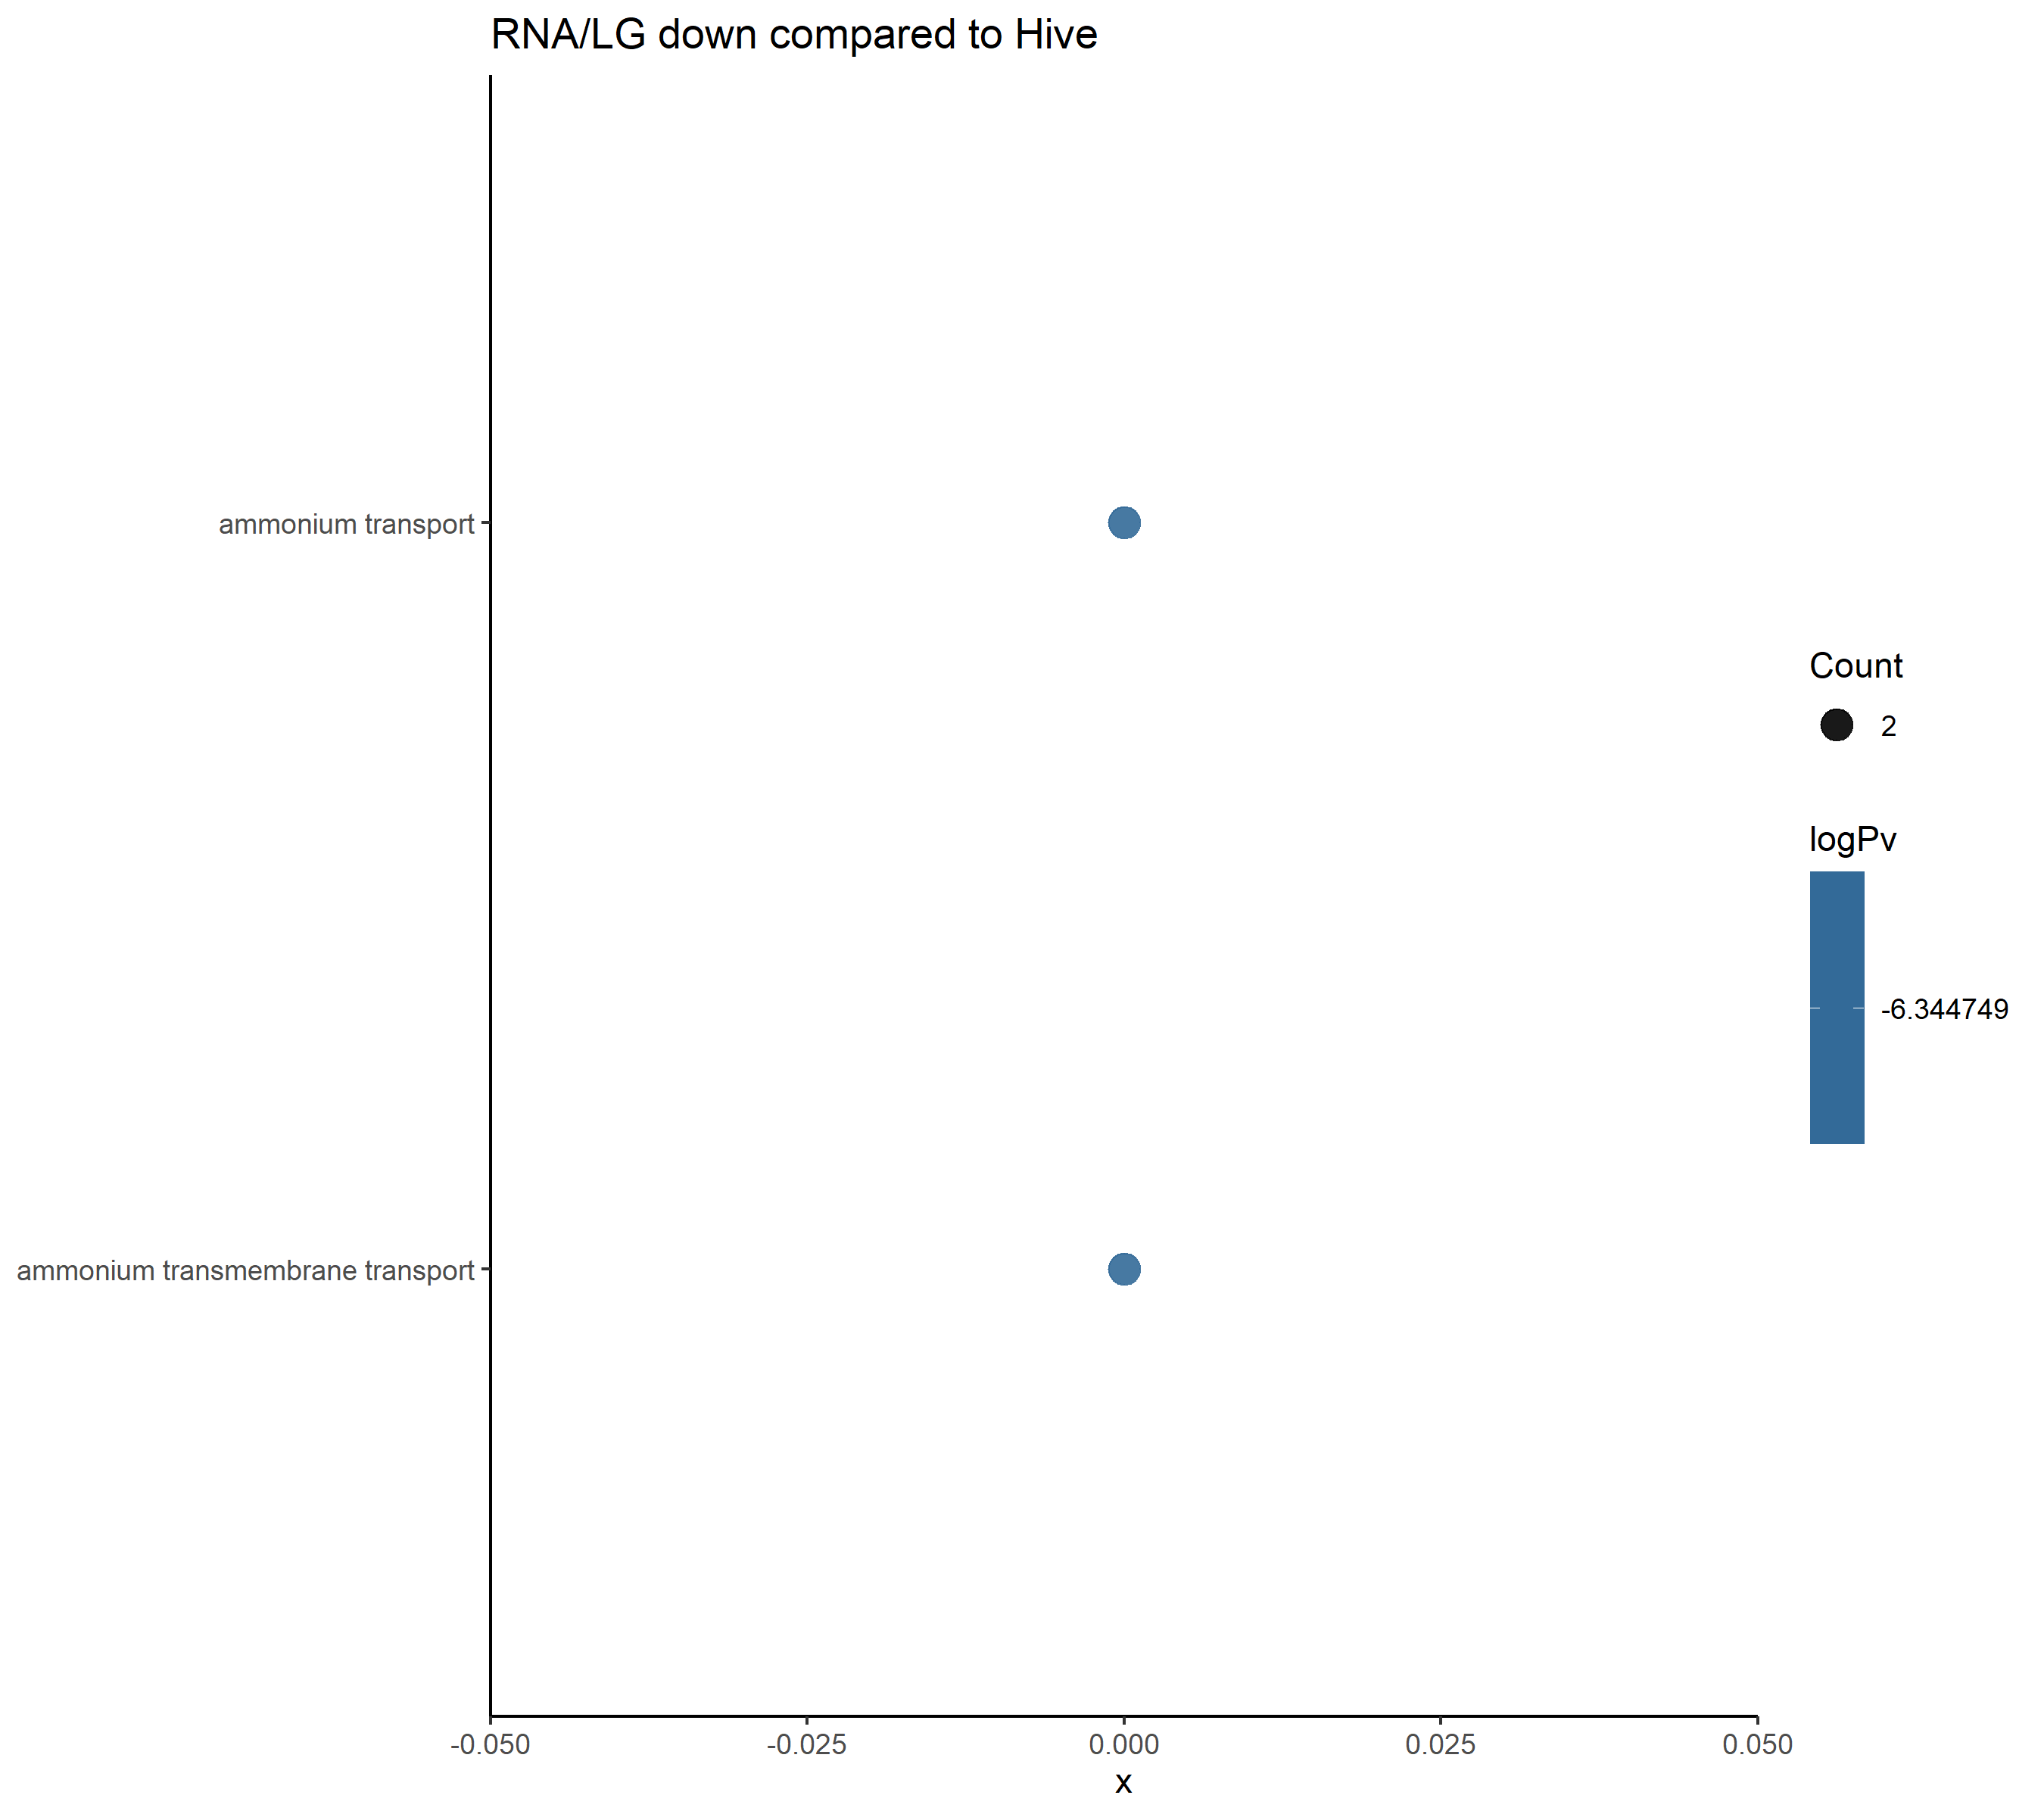 RNA/LG down compared to Hive
ammonium transport
ammonium transmembrane transport
-0.050
-0.025
0.000
0.025
0.050
x
Count
2
logPv
-6.344749